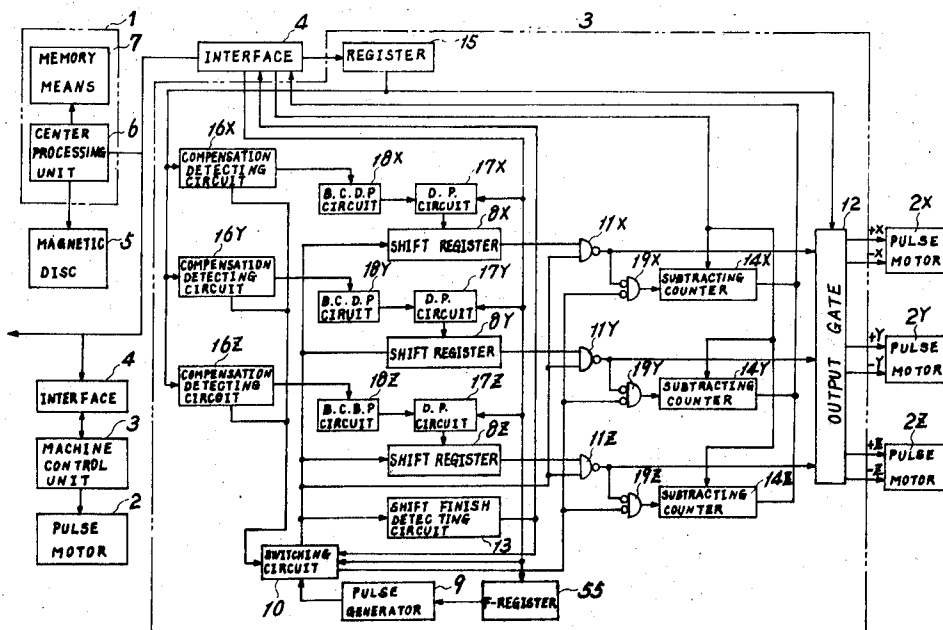 1
7
MEMORY
MEANS
6
CENTER
PROCESSING
UNIT
MAGNETIC
DISC
5
4
INTERFACE
3
MACHINE
CONTROL
UNIT
2
PULSE
MOTOR
4
INTERFACE
15
REGISTER
3
16X
COMPENSATION
DETECTING
CIRCUIT
18X
B.C.D.P
CIRCUIT
17X
D.P.
CIRCUIT
8X
SHIFT REGISTER
11X
19X
SUBTRACTING
COUNTER
14X
16Y
COMPENSATION
DETECTING
CIRCUIT
18Y
B.C.D.P
CIRUIT
17Y
D.P.
CIRCUIT
8Y
SHIFT REGISTER
11Y
19Y
SUBTRACTING
COUNTER
14Y
16Z
COMPENSATION
DETECTING
CIRCUIT
18Z
B.C.B.P
CIRCUIT
17Z
D.P.
CIRCUIT
8Z
SHIFT REGISTER
11Z
19Z
SUBTRACTING
COUNTER
14Z
SHIFT FINISH
DETECTING
CIRCUIT
13
SWITCHING
CIRCUIT
10
PULSE
GENERATOR
9
F-REGISTER
55
12
OUTPUT GATE
+X
-X
2X
PULSE
MOTOR
+Y
-Y
2Y
PULSE
MOTOR
+Z
-Z
2Z
PULSE
MOTOR